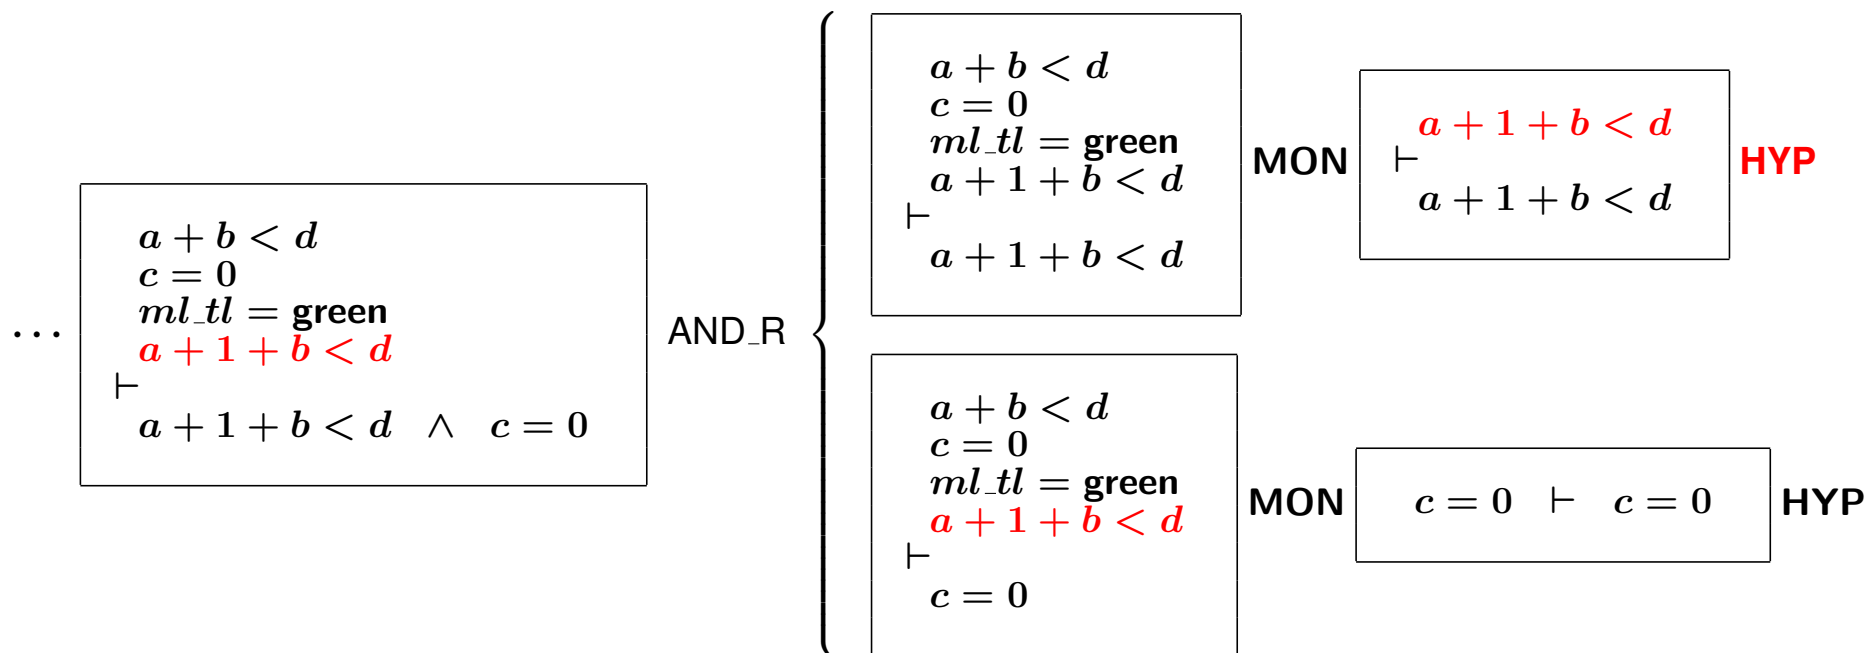 …
a + b < d
c = 0
ml_tl = green
a + 1 + b < d
⊢
a + 1 + b < d ∧ c = 0
AND_R
a + b < d
c = 0
ml_tl = green
a + 1 + b < d
⊢
a + 1 + b < d
MON
a + 1 + b < d
⊢
a + 1 + b < d
HYP
a + b < d
c = 0
ml_tl = green
a + 1 + b < d
⊢
c = 0
MON
c = 0 ⊢ c = 0
HYP